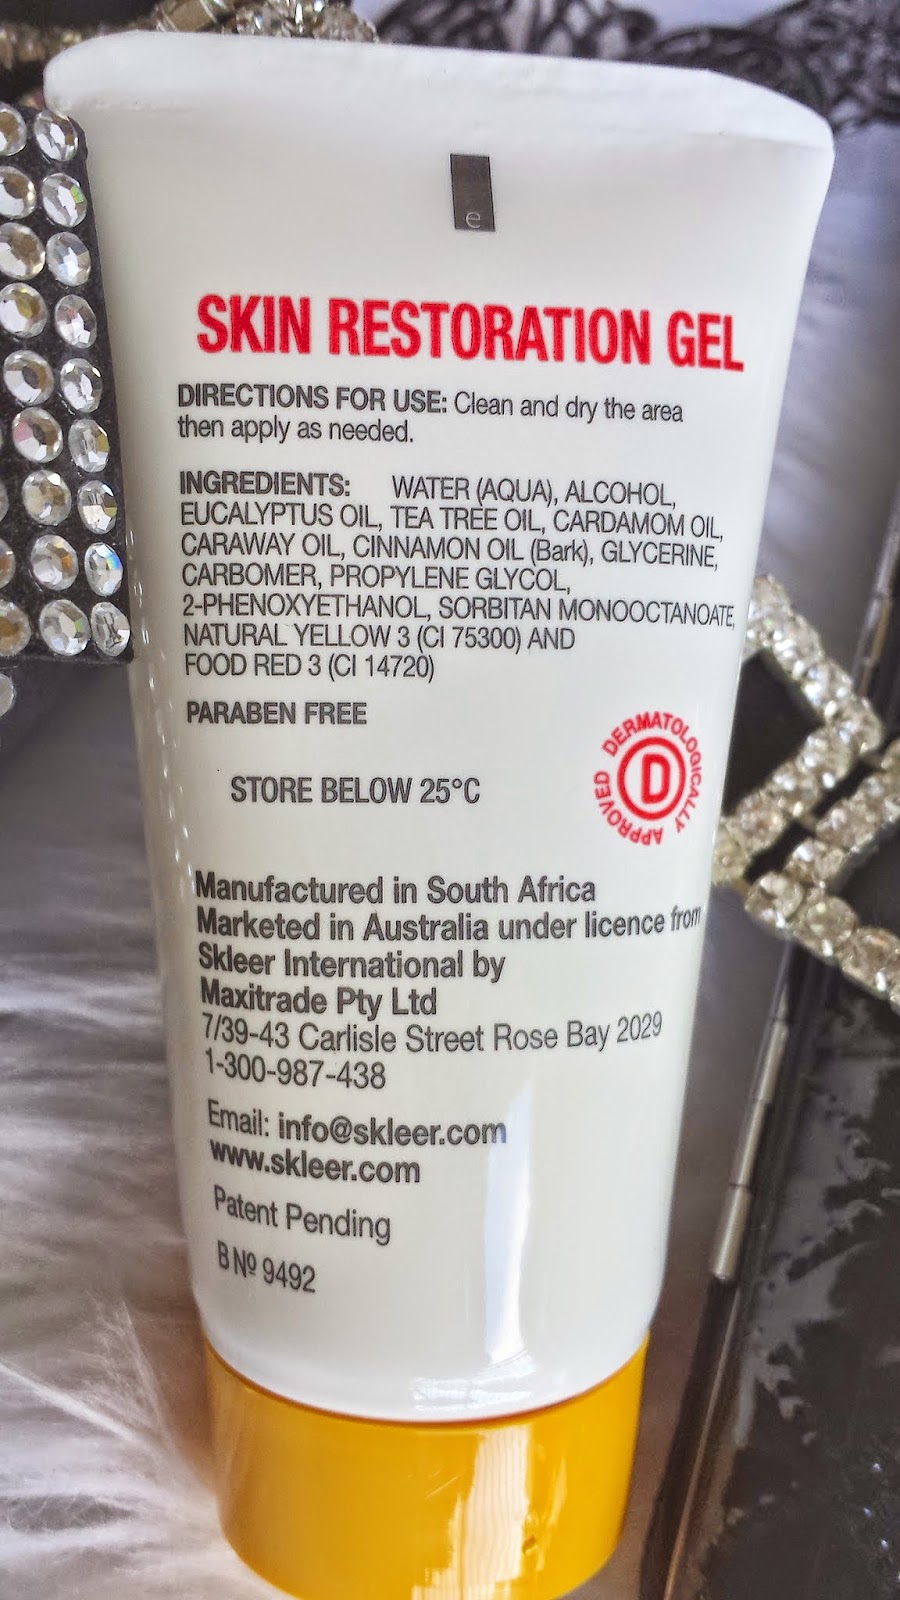 e
SKIN RESTORATION GEL
DIRECTIONS FOR USE: Clean and dry the area
then apply as needed.
INGREDIENTS: WATER (AQUA), ALCOHOL,
EUCALYPTUS OIL, TEA TREE OIL, CARDAMOM OIL,
CARAWAY OIL, CINNAMON OIL (Bark), GLYCERINE,
CARBOMER, PROPYLENE GLYCOL,
2-PHENOXYETHANOL, SORBITAN MONOOCTANOATE,
NATURAL YELLOW 3 (CI 75300) AND
FOOD RED 3 (CI 14720)
PARABEN FREE
STORE BELOW 25°C
DERMATOLOGICALLY APPROVED
D
Manufactured in South Africa
Marketed in Australia under licence from
Skleer International by
Maxitrade Pty Ltd
7/39-43 Carlisle Street Rose Bay 2029
1-300-987-438
Email: info@skleer.com
www.skleer.com
Patent Pending
B Nº 9492